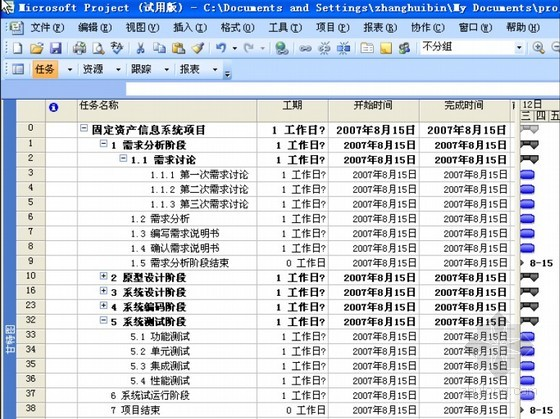 Microsoft Project (试用版) - C:\Documents and Settings\zhanghuibin\My Documents\pro
文件(F) 编辑(E) 视图(V) 插入(I) 格式(O) 工具(T) 项目(P) 报表(R) 协作(C) 窗口(W) 帮助(H)
不分组
任务 资源 跟踪 报表
任务名称 工期 开始时间 完成时间 12日
三 四 五
0 固定资产信息系统项目 1 工作日? 2007年8月15日 2007年8月15日
1 1 需求分析阶段 1 工作日? 2007年8月15日 2007年8月15日
2 1.1 需求讨论 1 工作日? 2007年8月15日 2007年8月15日
3 1.1.1 第一次需求讨论 1 工作日? 2007年8月15日 2007年8月15日
4 1.1.2 第二次需求讨论 1 工作日? 2007年8月15日 2007年8月15日
5 1.1.3 第三次需求讨论 1 工作日? 2007年8月15日 2007年8月15日
6 1.2 需求分析 1 工作日? 2007年8月15日 2007年8月15日
7 1.3 编写需求说明书 1 工作日? 2007年8月15日 2007年8月15日
8 1.4 确认需求说明书 1 工作日? 2007年8月15日 2007年8月15日
9 1.5 需求分析阶段结束 0 工作日 2007年8月15日 2007年8月15日 8-15
10 2 原型设计阶段 1 工作日? 2007年8月15日 2007年8月15日
16 3 系统设计阶段 1 工作日? 2007年8月15日 2007年8月15日
23 4 系统编码阶段 1 工作日? 2007年8月15日 2007年8月15日
32 5 系统测试阶段 1 工作日? 2007年8月15日 2007年8月15日
33 5.1 功能测试 1 工作日? 2007年8月15日 2007年8月15日
34 5.2 单元测试 1 工作日? 2007年8月15日 2007年8月15日
35 5.3 集成测试 1 工作日? 2007年8月15日 2007年8月15日
36 5.4 性能测试 1 工作日? 2007年8月15日 2007年8月15日
37 6 系统试运行阶段 1 工作日? 2007年8月15日 2007年8月15日
38 7 项目结束 0 工作日 2007年8月15日 2007年8月15日 8-15
甘特图